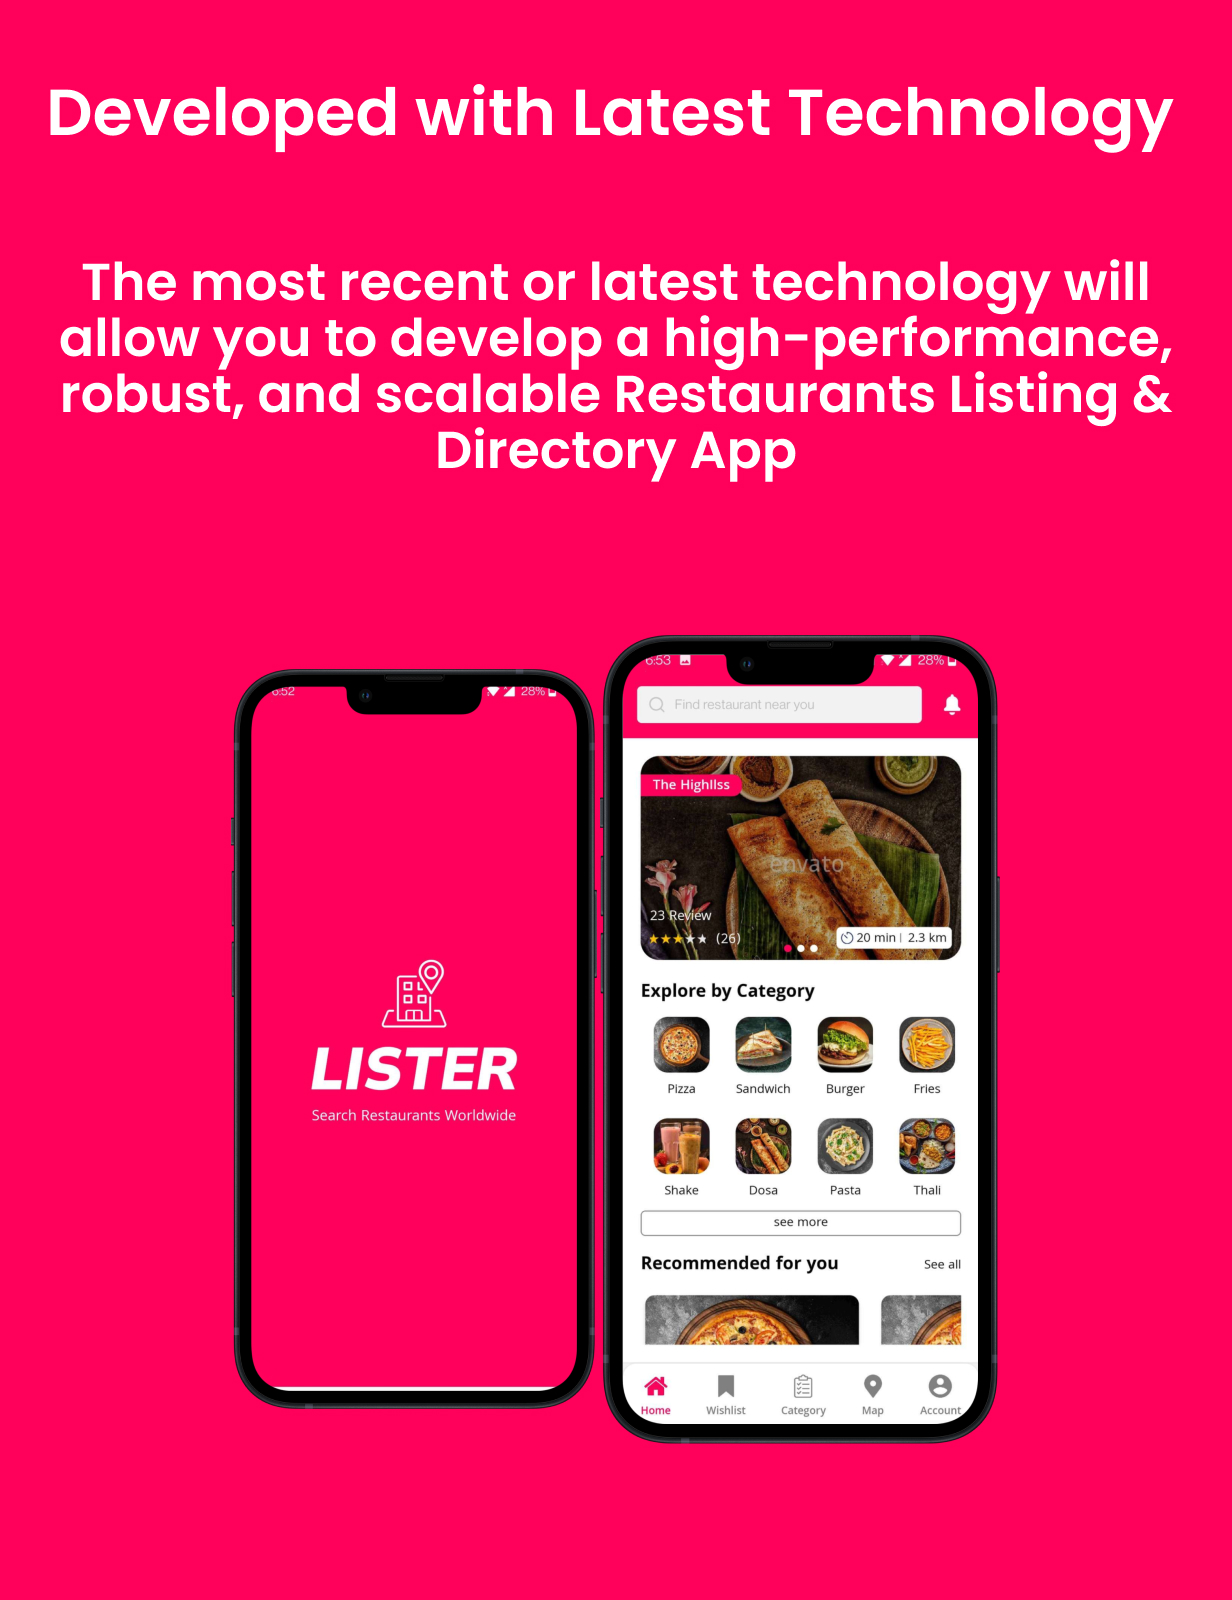 Developed with Latest Technology
The most recent or latest technology will
allow you to develop a high-performance,
robust, and scalable Restaurants Listing &
Directory App
6:52
28%
LISTER
Search Restaurants Worldwide
6:53
28%
Find restaurant near you
The Highllss
envato
23 Review
(26)
20 min | 2.3 km
Explore by Category
Pizza Sandwich Burger Fries
Shake Dosa Pasta Thali
see more
Recommended for you See all
Home Wishlist Category Map Account